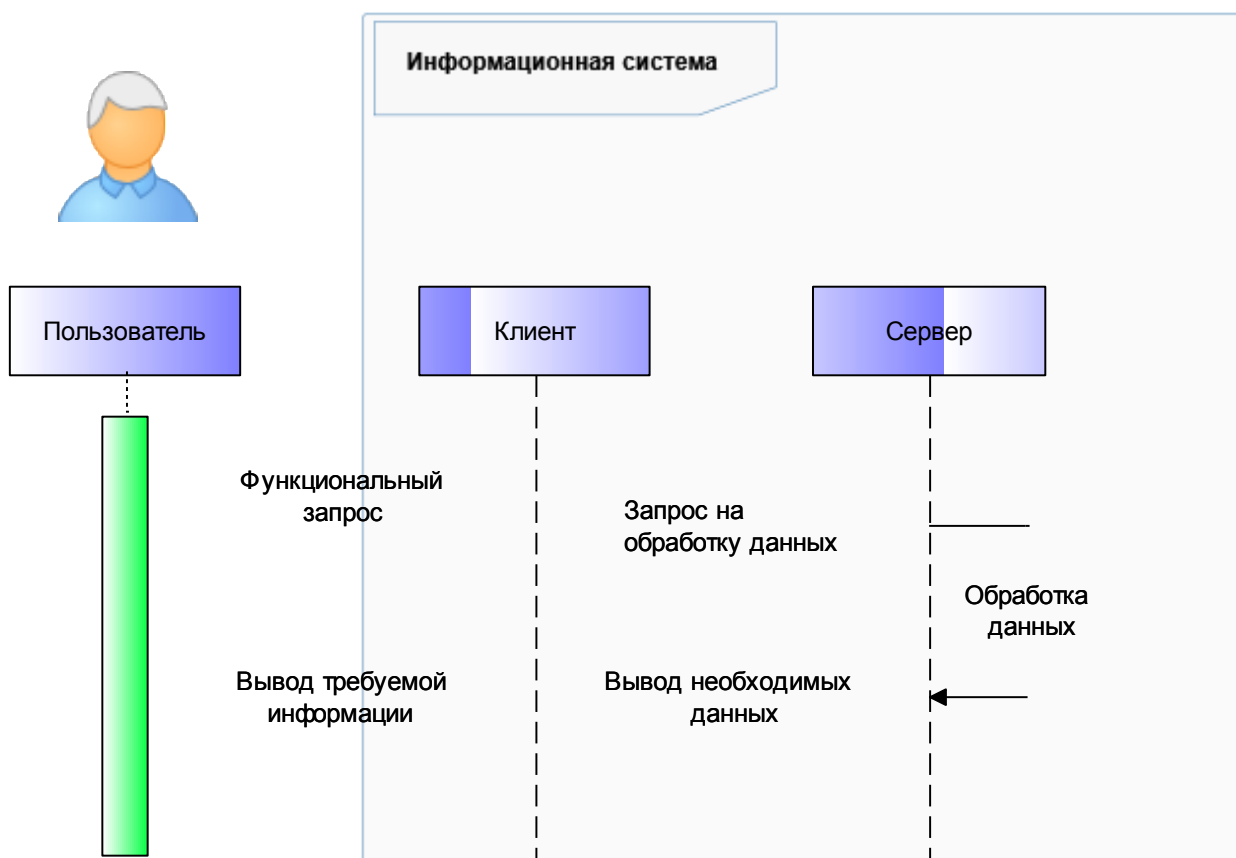 Информационная система
Пользователь
Клиент
Сервер
Функциональный
запрос
Запрос на
обработку данных
Обработка
данных
Вывод требуемой
информации
Вывод необходимых
данных